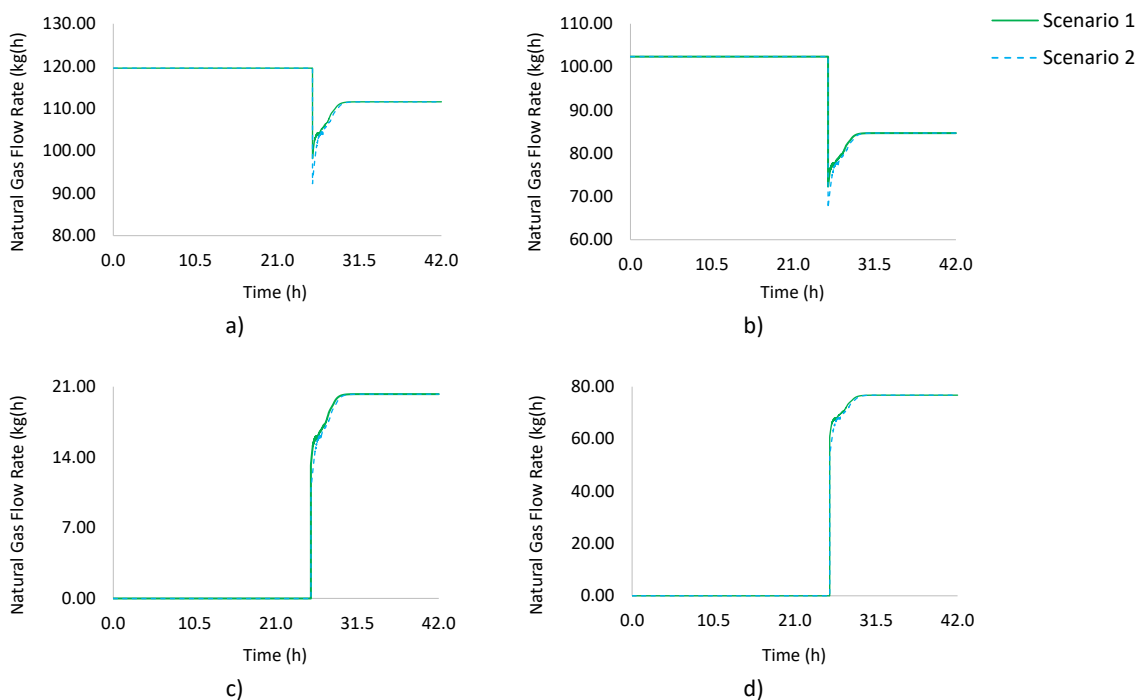 Scenario 1
Scenario 2
Natural Gas Flow Rate (kg(h)
130.00
120.00
110.00
100.00
90.00
80.00
0.0 10.5 21.0 31.5 42.0
Time (h)
a)
Natural Gas Flow Rate (kg(h)
110.00
100.00
90.00
80.00
70.00
60.00
0.0 10.5 21.0 31.5 42.0
Time (h)
b)
Natural Gas Flow Rate (kg(h)
21.00
14.00
7.00
0.00
0.0 10.5 21.0 31.5 42.0
Time (h)
c)
Natural Gas Flow Rate (kg(h)
80.00
60.00
40.00
20.00
0.00
0.0 10.5 21.0 31.5 42.0
Time (h)
d)